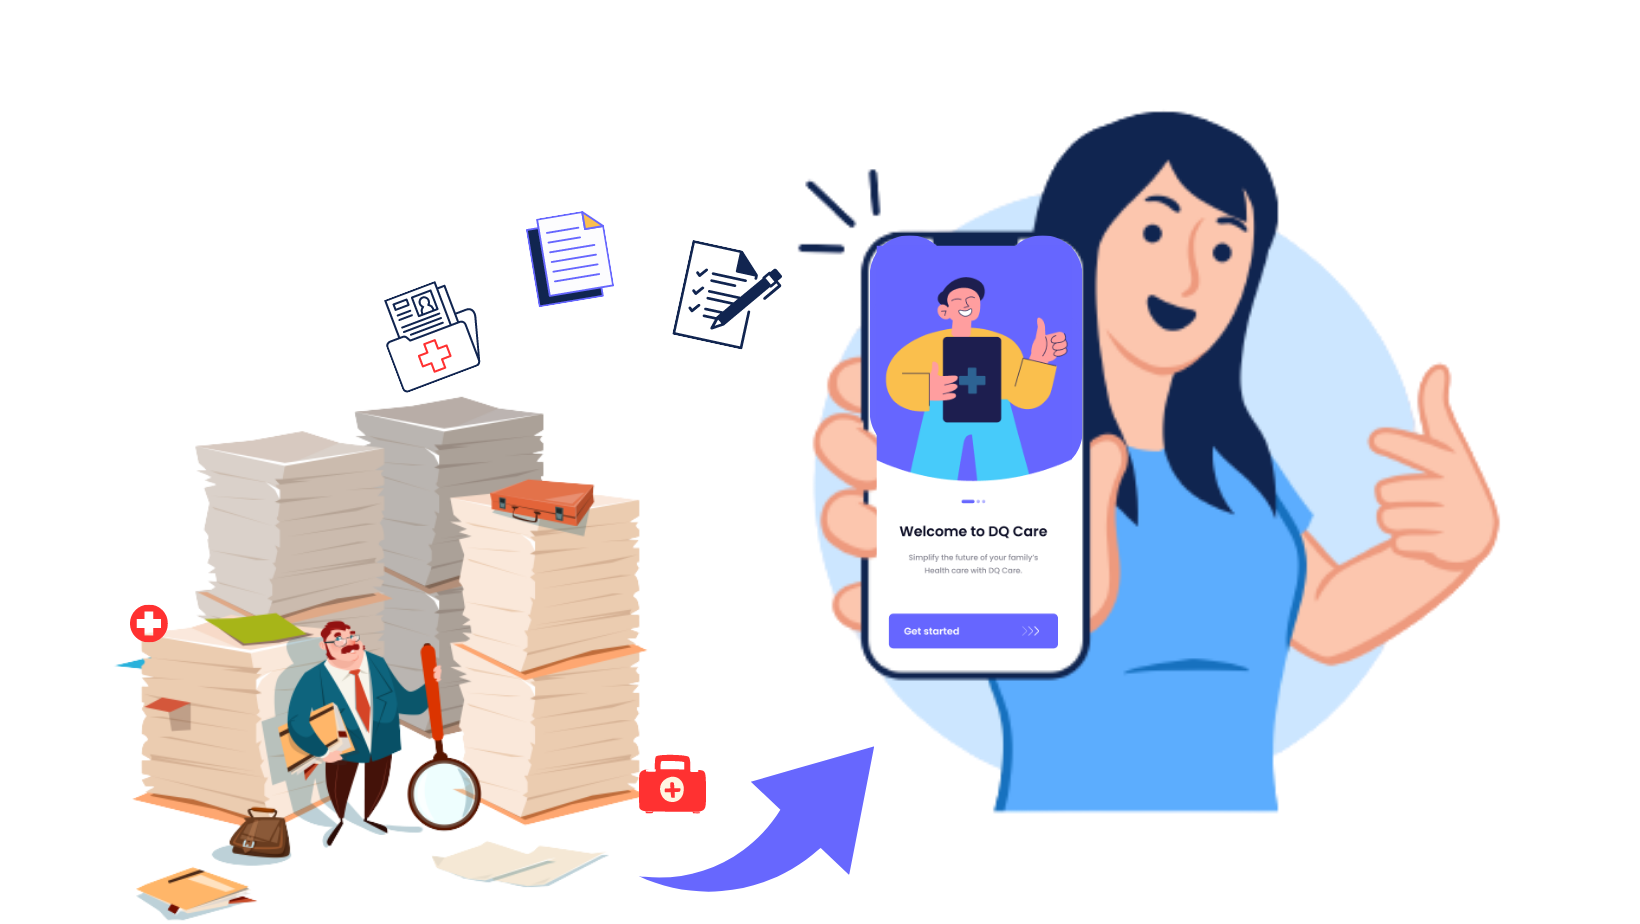 Welcome to DQ Care
Simplify the future of your family's
Health care with DQ Care.
Get started